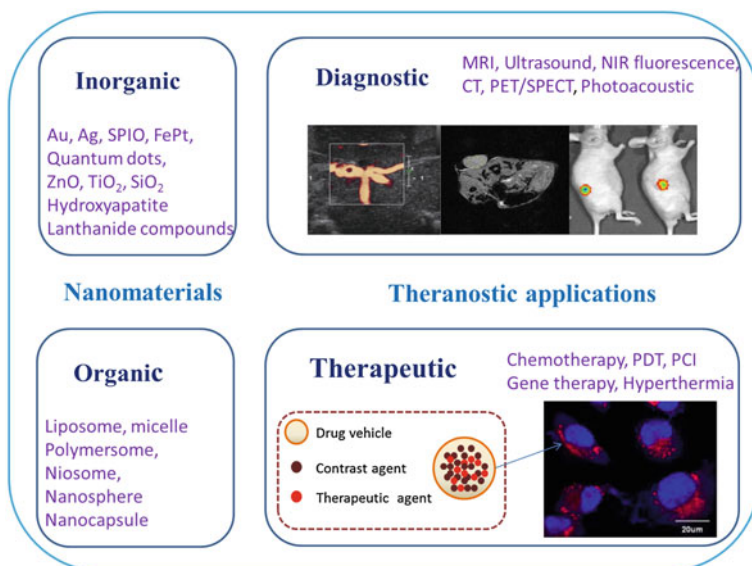 Inorganic
Au, Ag, SPIO, FePt,
Quantum dots,
ZnO, TiO₂, SiO₂
Hydroxyapatite
Lanthanide compounds
Diagnostic
MRI, Ultrasound, NIR fluorescence,
CT, PET/SPECT, Photoacoustic
Nanomaterials
Theranostic applications
Organic
Liposome, micelle
Polymersome,
Niosome,
Nanosphere
Nanocapsule
Therapeutic
Chemotherapy, PDT, PCI
Gene therapy, Hyperthermia
Drug vehicle
Contrast agent
Therapeutic agent
20um